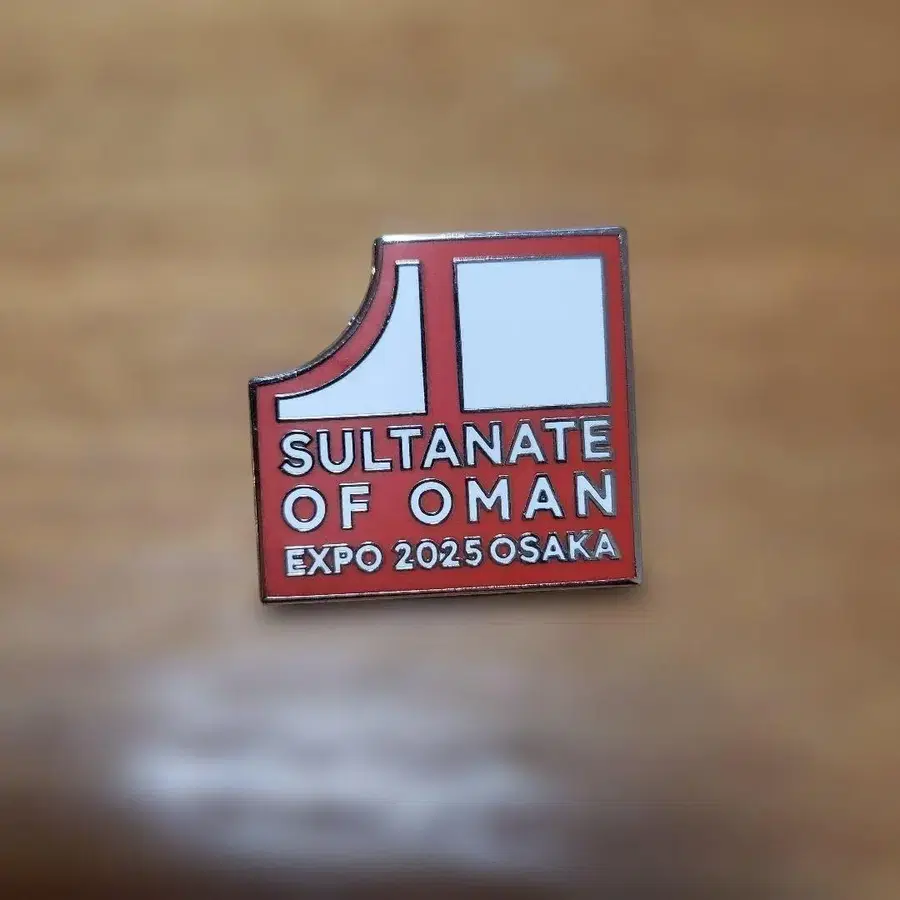 SULTANATE
OF OMAN
EXPO 2025 OSAKA